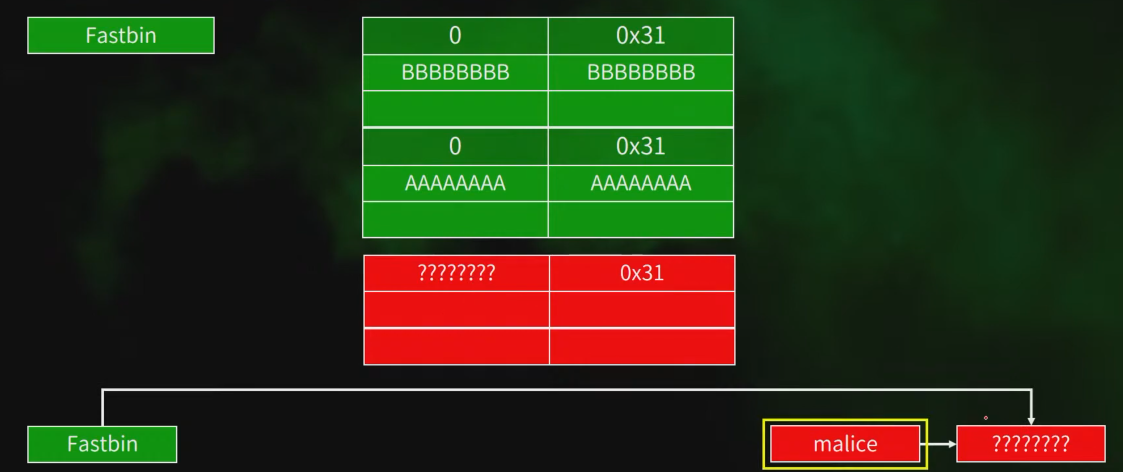 Fastbin
0 0x31
BBBBBBBB BBBBBBBB
0 0x31
AAAAAAAA AAAAAAAA
???????? 0x31
Fastbin malice ????????